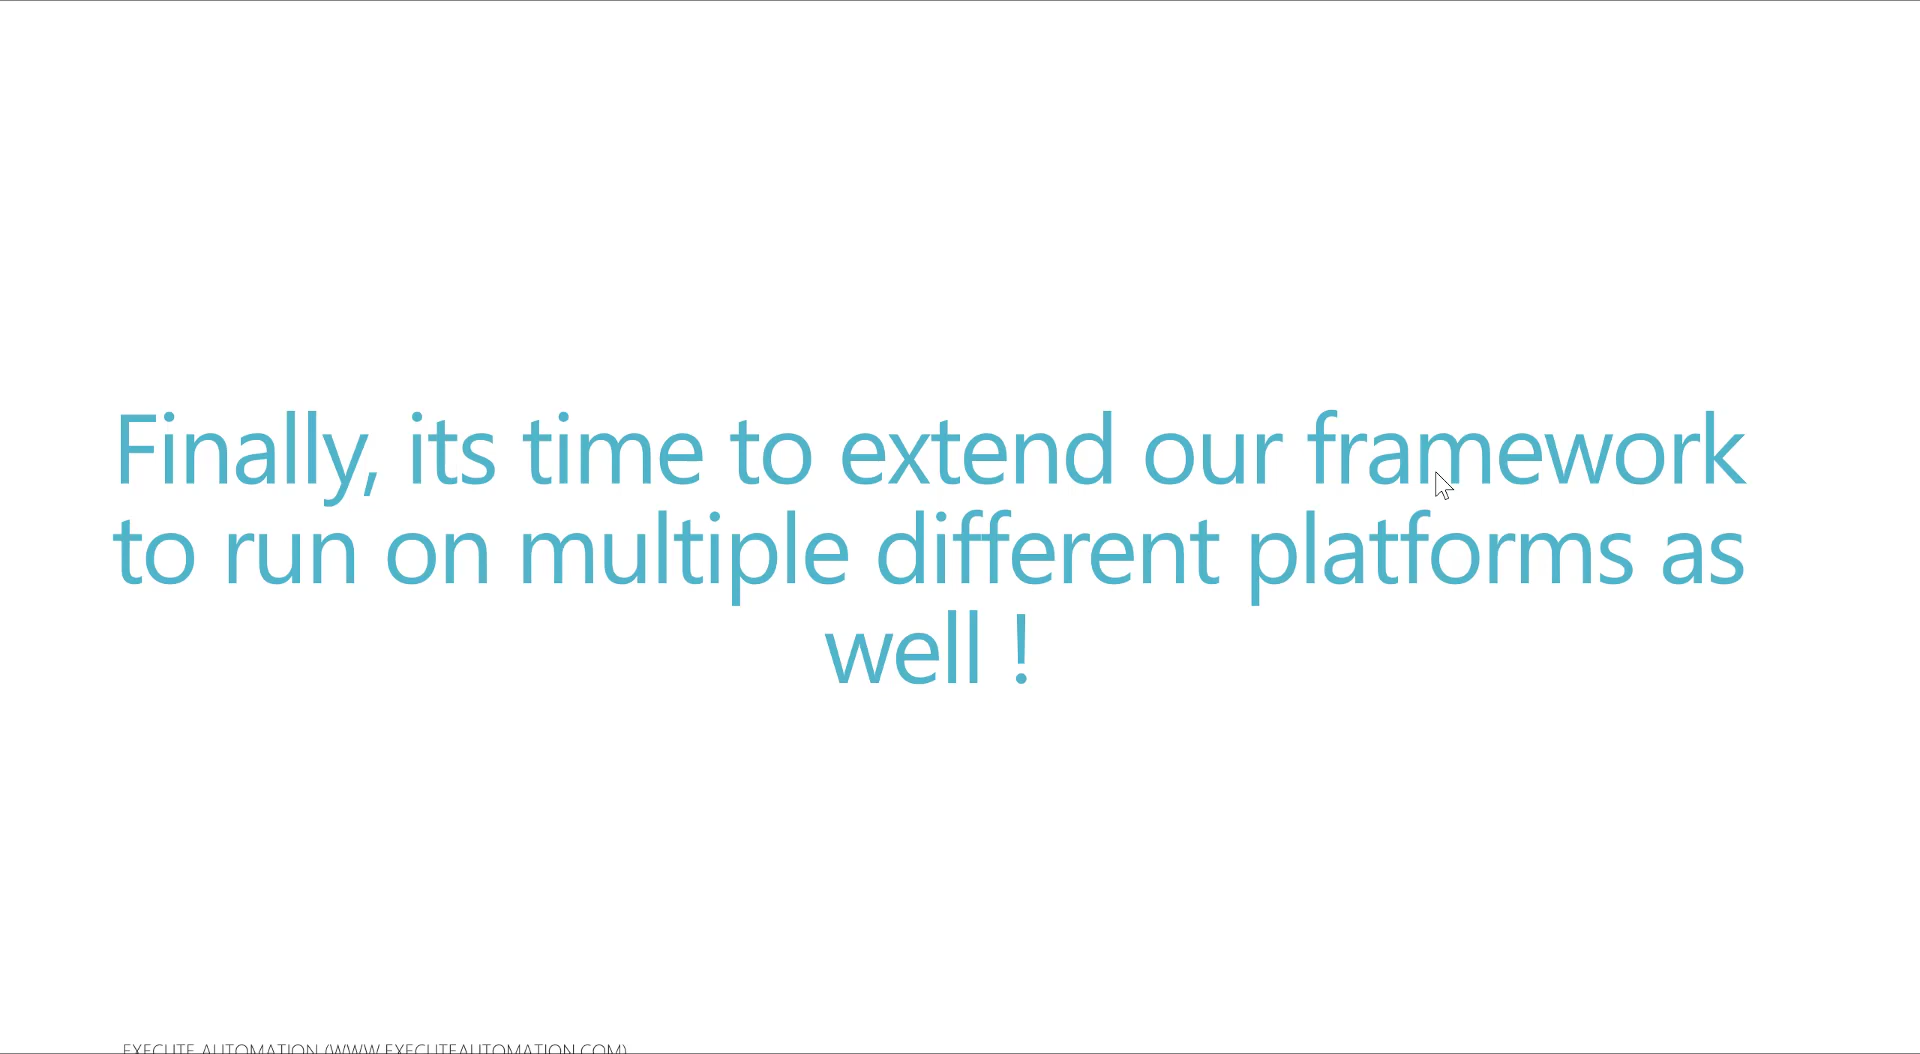 Finally, its time to extend our framework
to run on multiple different platforms as
well !
EXECUTE AUTOMATION (WWW.EXECUTEAUTOMATION.COM)